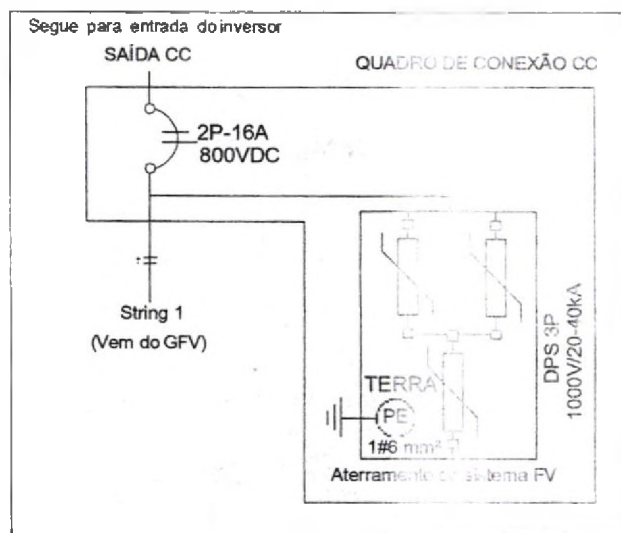 Segue para entrada do inversor
SAÍDA CC
QUADRO DE CONEXÃO CC
2P-16A
800VDC
String 1
(Vem do GFV)
DPS 3P
1000V/20-40kA
TERRA
PE
1#6 mm²
Aterramento do sistema FV